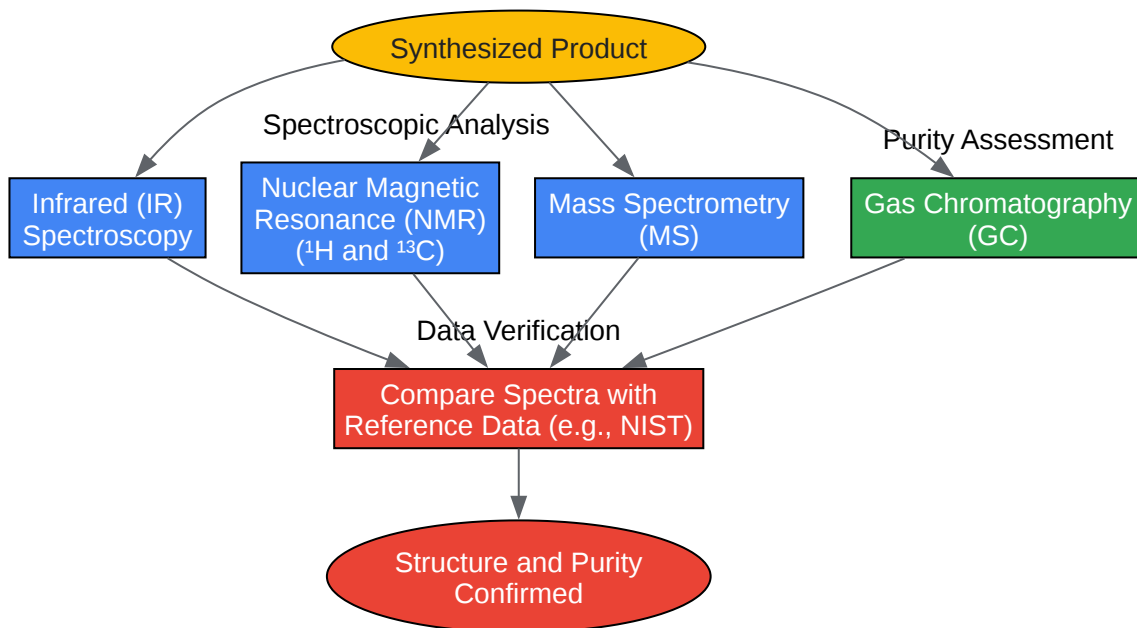 Synthesized Product
Spectroscopic Analysis
Purity Assessment
Infrared (IR)
Spectroscopy
Nuclear Magnetic
Resonance (NMR)
(¹H and ¹³C)
Mass Spectrometry
(MS)
Gas Chromatography
(GC)
Data Verification
Compare Spectra with
Reference Data (e.g., NIST)
Structure and Purity
Confirmed